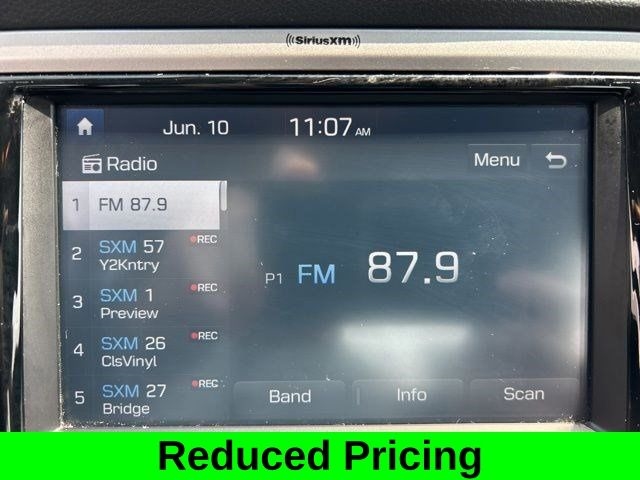 ((SiriusXM))
Jun. 10 11:07 AM
Radio Menu
1 FM 87.9
2 SXM 57 REC
Y2Kntry
P1 FM 87.9
3 SXM 1 REC
Preview
4 SXM 26 REC
ClsVinyl
5 SXM 27 REC
Bridge
Band Info Scan
Reduced Pricing